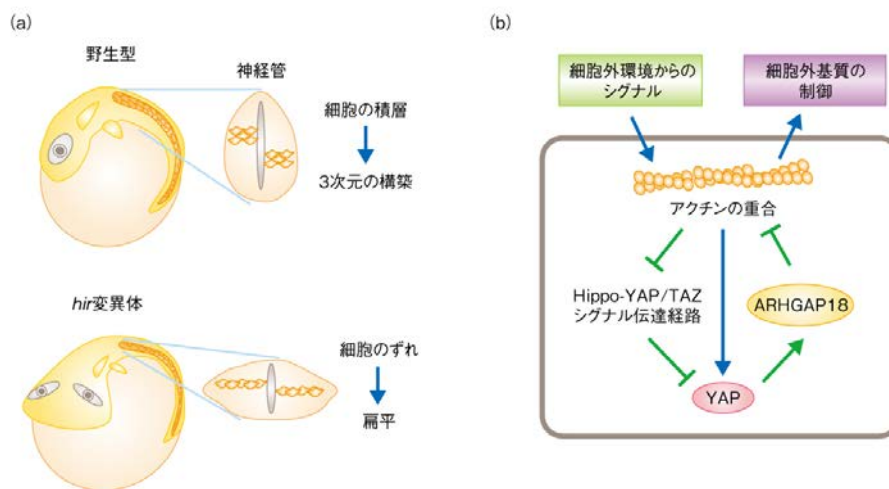 (a)
野生型
神経管
細胞の積層
3次元の構築
hir変異体
細胞のずれ
扁平
(b)
細胞外環境からの
シグナル
細胞外基質の
制御
アクチンの重合
Hippo-YAP/TAZ
シグナル伝達経路
ARHGAP18
YAP